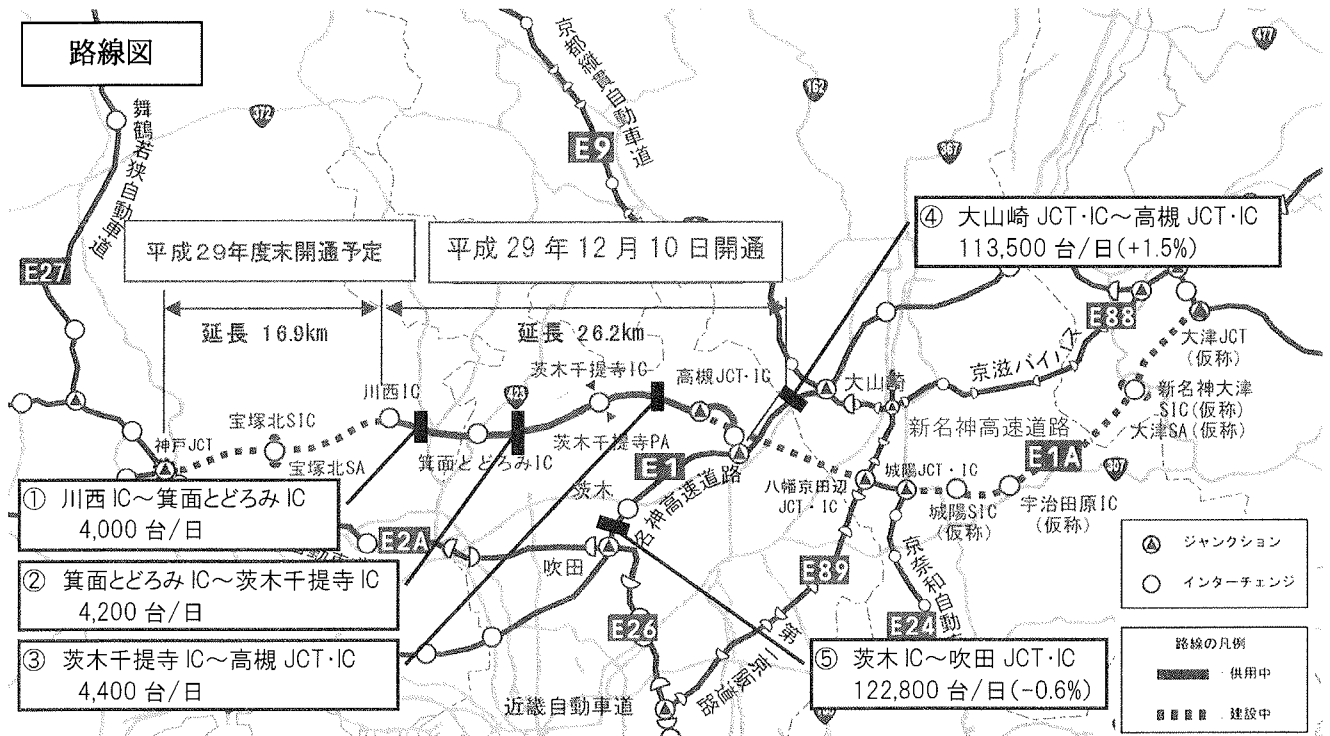 路線図
舞鶴若狭自動車道
京都縦貫自動車道
372
162
477
367
E9
E27
平成29年度末開通予定
平成29年12月10日開通
延長 16.9km
延長 26.2km
④ 大山崎 JCT・IC~高槻 JCT・IC
113,500 台/日(+1.5%)
E88
大津JCT
(仮称)
京滋バイパス
大山崎
新名神大津
SIC(仮称)
大津SA(仮称)
川西IC
423
茨木千提寺IC
高槻JCT・IC
宝塚北SIC
神戸JCT
宝塚北SA
箕面とどろみIC
茨木千提寺PA
新名神高速道路
E1
E1A
307
茨木
名神高速道路
八幡京田辺
JCT・IC
城陽JCT・IC
城陽SIC
(仮称)
宇治田原IC
(仮称)
① 川西 IC~箕面とどろみ IC
4,000 台/日
E2A
吹田
② 箕面とどろみ IC~茨木千提寺 IC
4,200 台/日
③ 茨木千提寺 IC~高槻 JCT・IC
4,400 台/日
E26
E89
E24
京奈和自動車
第二京阪道路
近畿自動車道
⑤ 茨木 IC~吹田 JCT・IC
122,800 台/日(-0.6%)
ジャンクション
インターチェンジ
路線の凡例
供用中
建設中